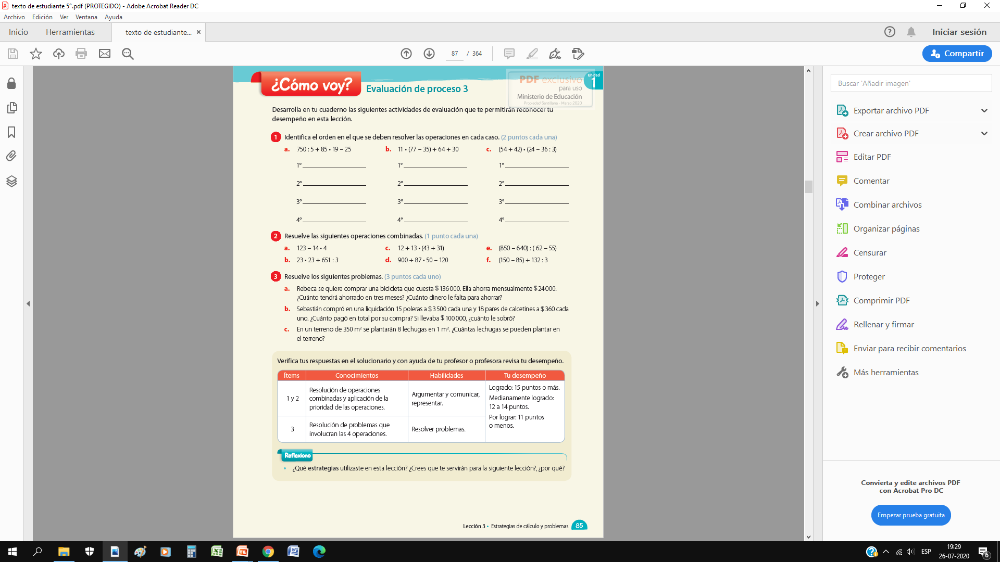 texto de estudiante 5°.pdf (PROTEGIDO) - Adobe Acrobat Reader DC
Archivo Edición Ver Ventana Ayuda
Inicio Herramientas texto de estudiante... × Iniciar sesión
87 / 364 Compartir
¿Cómo voy? Evaluación de proceso 3
PDF exclusivo
para uso
Ministerio de Educación
Propiedad Santillana - Marzo 2020
Unidad
1
Desarrolla en tu cuaderno las siguientes actividades de evaluación que te permitirán reconocer tu
desempeño en esta lección.
1 Identifica el orden en el que se deben resolver las operaciones en cada caso. (2 puntos cada una)
a. 750 : 5 + 85 • 19 – 25 b. 11 • (77 – 35) + 64 + 30 c. (54 + 42) • (24 – 36 : 3)
1° 1° 1°
2° 2° 2°
3° 3° 3°
4° 4° 4°
2 Resuelve las siguientes operaciones combinadas. (1 punto cada una)
a. 123 – 14 • 4 c. 12 + 13 • (43 + 31) e. (850 – 640) : ( 62 – 55)
b. 23 • 23 + 651 : 3 d. 900 + 87 • 50 – 120 f. (150 – 85) + 132 : 3
3 Resuelve los siguientes problemas. (3 puntos cada uno)
a. Rebeca se quiere comprar una bicicleta que cuesta $ 136 000. Ella ahorra mensualmente $ 24 000.
¿Cuánto tendrá ahorrado en tres meses? ¿Cuánto dinero le falta para ahorrar?
b. Sebastián compró en una liquidación 15 poleras a $ 3 500 cada una y 18 pares de calcetines a $ 360 cada
uno. ¿Cuánto pagó en total por su compra? Si llevaba $ 100 000, ¿cuánto le sobró?
c. En un terreno de 350 m² se plantarán 8 lechugas en 1 m². ¿Cuántas lechugas se pueden plantar en
el terreno?
Verifica tus respuestas en el solucionario y con ayuda de tu profesor o profesora revisa tu desempeño.
Ítems Conocimientos Habilidades Tu desempeño
1 y 2
Resolución de operaciones
combinadas y aplicación de la
prioridad de las operaciones.
Argumentar y comunicar,
representar.
Logrado: 15 puntos o más.
Medianamente logrado:
12 a 14 puntos.
Por lograr: 11 puntos
o menos.
3
Resolución de problemas que
involucran las 4 operaciones.
Resolver problemas.
Reflexiono
• ¿Qué estrategias utilizaste en esta lección? ¿Crees que te servirán para la siguiente lección?, ¿por qué?
Lección 3 • Estrategias de cálculo y problemas 85
Buscar 'Añadir imagen'
Exportar archivo PDF
Crear archivo PDF
Editar PDF
Comentar
Combinar archivos
Organizar páginas
Censurar
Proteger
Comprimir PDF
Rellenar y firmar
Enviar para recibir comentarios
Más herramientas
Convierta y edite archivos PDF
con Acrobat Pro DC
Empezar prueba gratuita
ESP
19:29
26-07-2020
6